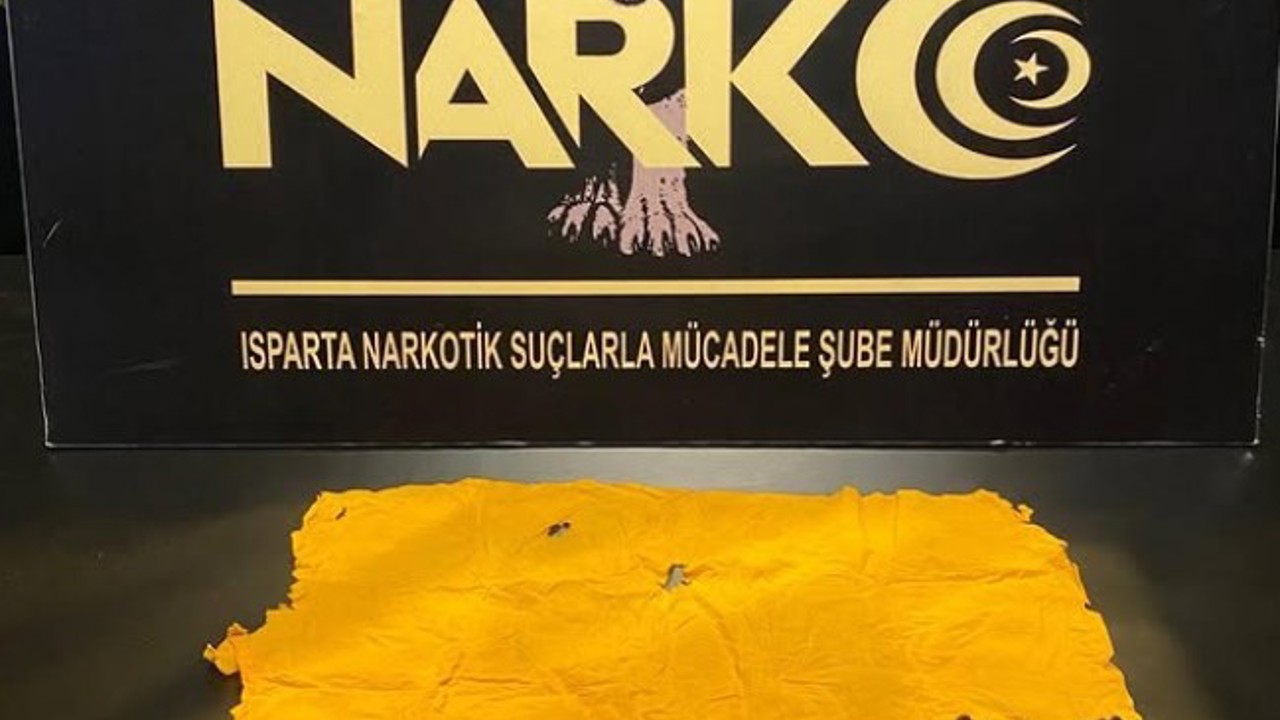 NARKO
ISPARTA NARKOTİK SUÇLARLA MÜCADELE ŞUBE MÜDÜRLÜĞÜ